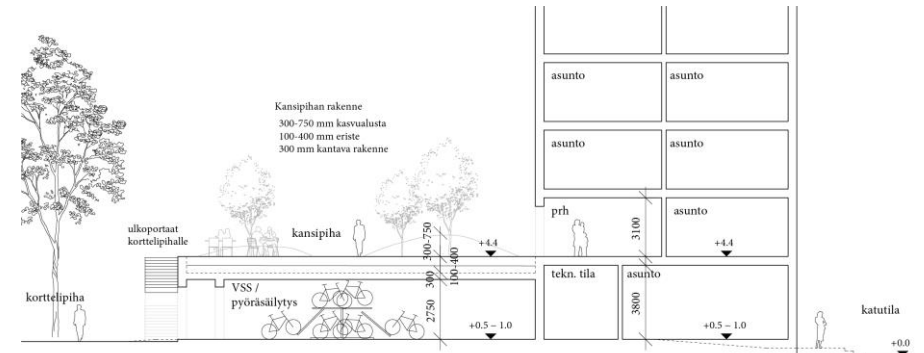 asunto
asunto
Kansipihan rakenne
300-750 mm kasvualusta
100-400 mm eriste
300 mm kantava rakenne
asunto
asunto
prh
asunto
3100
ulkoportaat
korttelipihalle
kansipiha
300-750
+4.4
+4.4
korttelipiha
VSS /
pyöräsäilytys
300
100-400
tekn. tila
asunto
2750
3800
katutila
+0.5 – 1.0
+0.5 – 1.0
+0.0